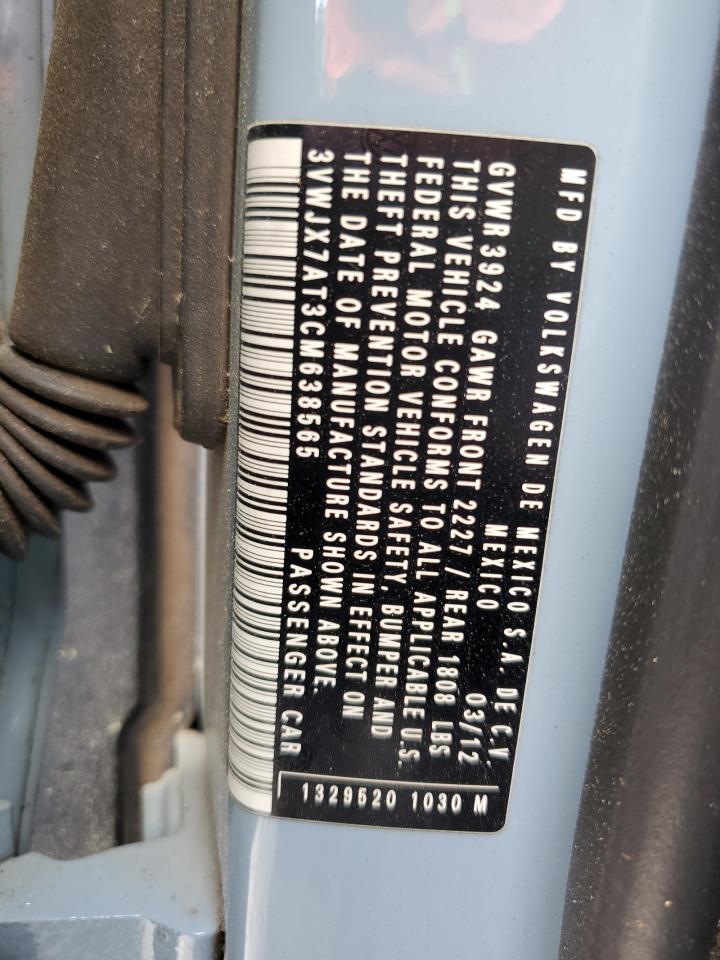 MFD BY VOLKSWAGEN DE MEXICO S.A. DE C.V.
MEXICO 03/12
GVWR 3924 GAWR FRONT 2227 / REAR 1808 LBS
THIS VEHICLE CONFORMS TO ALL APPLICABLE U.S.
FEDERAL MOTOR VEHICLE SAFETY, BUMPER AND
THEFT PREVENTION STANDARDS IN EFFECT ON
THE DATE OF MANUFACTURE SHOWN ABOVE.
3VWJX7AT3CM638565 PASSENGER CAR
1329520 1030 M